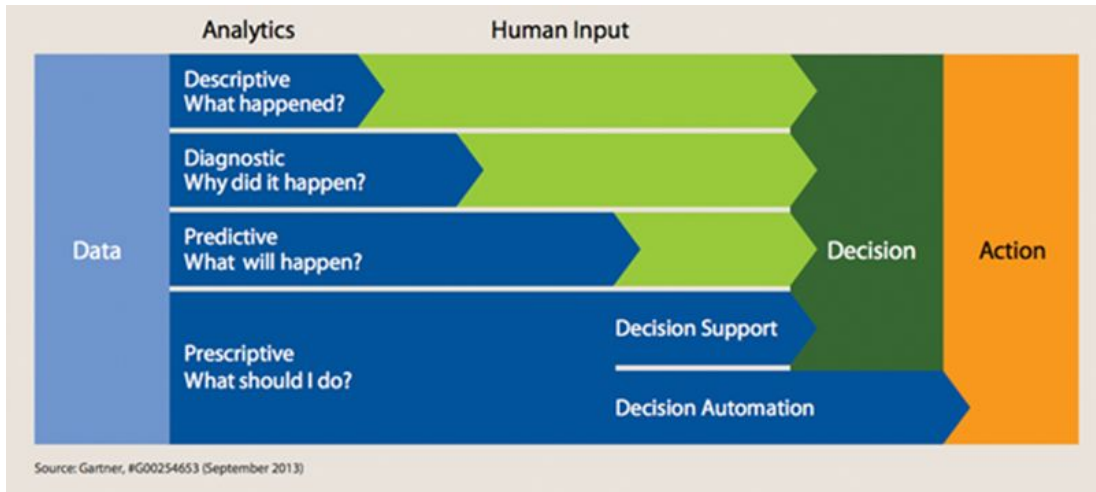 Analytics
Human Input
Descriptive
What happened?
Diagnostic
Why did it happen?
Predictive
What will happen?
Prescriptive
What should I do?
Decision Support
Decision Automation
Data
Decision
Action
Source: Gartner, #G00254653 (September 2013)